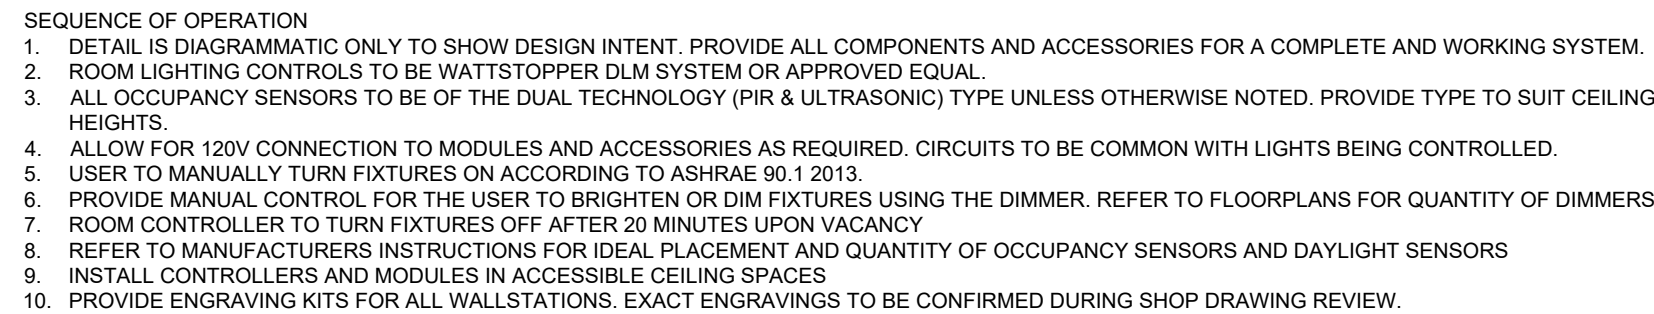 SEQUENCE OF OPERATION
1. DETAIL IS DIAGRAMMATIC ONLY TO SHOW DESIGN INTENT. PROVIDE ALL COMPONENTS AND ACCESSORIES FOR A COMPLETE AND WORKING SYSTEM.
2. ROOM LIGHTING CONTROLS TO BE WATTSTOPPER DLM SYSTEM OR APPROVED EQUAL.
3. ALL OCCUPANCY SENSORS TO BE OF THE DUAL TECHNOLOGY (PIR & ULTRASONIC) TYPE UNLESS OTHERWISE NOTED. PROVIDE TYPE TO SUIT CEILING
HEIGHTS.
4. ALLOW FOR 120V CONNECTION TO MODULES AND ACCESSORIES AS REQUIRED. CIRCUITS TO BE COMMON WITH LIGHTS BEING CONTROLLED.
5. USER TO MANUALLY TURN FIXTURES ON ACCORDING TO ASHRAE 90.1 2013.
6. PROVIDE MANUAL CONTROL FOR THE USER TO BRIGHTEN OR DIM FIXTURES USING THE DIMMER. REFER TO FLOORPLANS FOR QUANTITY OF DIMMERS
7. ROOM CONTROLLER TO TURN FIXTURES OFF AFTER 20 MINUTES UPON VACANCY
8. REFER TO MANUFACTURERS INSTRUCTIONS FOR IDEAL PLACEMENT AND QUANTITY OF OCCUPANCY SENSORS AND DAYLIGHT SENSORS
9. INSTALL CONTROLLERS AND MODULES IN ACCESSIBLE CEILING SPACES
10. PROVIDE ENGRAVING KITS FOR ALL WALLSTATIONS. EXACT ENGRAVINGS TO BE CONFIRMED DURING SHOP DRAWING REVIEW.